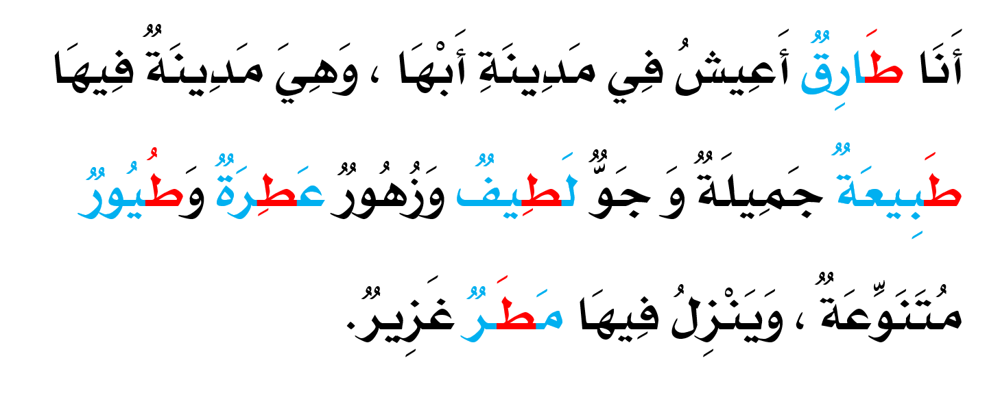 أَنَا طَارِقٌ أَعِيشُ فِي مَدِينَةِ أَبْهَا ، وَهِيَ مَدِينَةٌ فِيهَا
طَبِيعَةٌ جَمِيلَةٌ وَ جَوٌّ لَطِيفٌ وَزُهُورٌ عَطِرَةٌ وَطُيُورٌ
مُتَنَوِّعَةٌ ، وَيَنْزِلُ فِيهَا مَطَرٌ غَزِيرٌ.